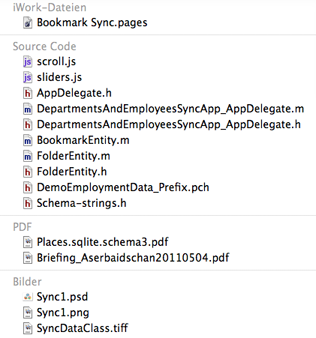 iWork-Dateien
Bookmark Sync.pages
Source Code
scroll.js
sliders.js
AppDelegate.h
DepartmentsAndEmployeesSyncApp_AppDelegate.m
DepartmentsAndEmployeesSyncApp_AppDelegate.h
BookmarkEntity.m
FolderEntity.m
FolderEntity.h
DemoEmploymentData_Prefix.pch
Schema-strings.h
PDF
Places.sqlite.schema3.pdf
Briefing_Aserbaidschan20110504.pdf
Bilder
Sync1.psd
Sync1.png
SyncDataClass.tiff